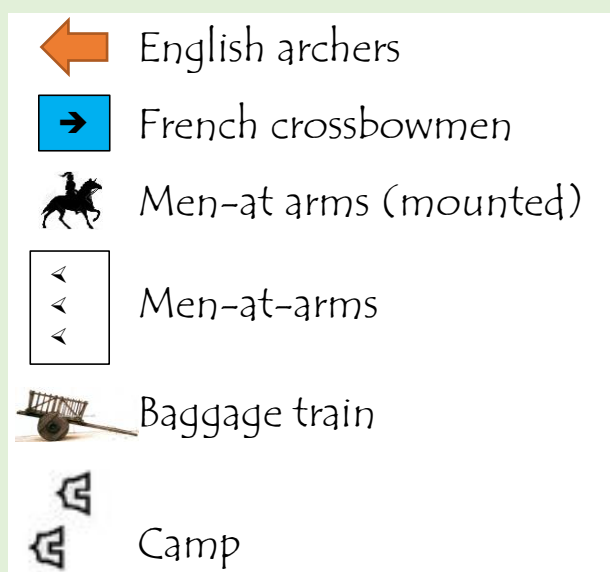 English archers
French crossbowmen
Men-at arms (mounted)
Men-at-arms
Baggage train
Camp